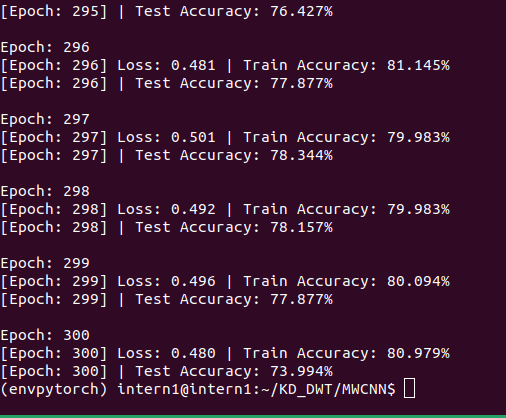 [Epoch: 295] | Test Accuracy: 76.427%
Epoch: 296
[Epoch: 296] Loss: 0.481 | Train Accuracy: 81.145%
[Epoch: 296] | Test Accuracy: 77.877%
Epoch: 297
[Epoch: 297] Loss: 0.501 | Train Accuracy: 79.983%
[Epoch: 297] | Test Accuracy: 78.344%
Epoch: 298
[Epoch: 298] Loss: 0.492 | Train Accuracy: 79.983%
[Epoch: 298] | Test Accuracy: 78.157%
Epoch: 299
[Epoch: 299] Loss: 0.496 | Train Accuracy: 80.094%
[Epoch: 299] | Test Accuracy: 77.877%
Epoch: 300
[Epoch: 300] Loss: 0.480 | Train Accuracy: 80.979%
[Epoch: 300] | Test Accuracy: 73.994%
(envpytorch) intern1@intern1:~/KD_DWT/MWCNN$